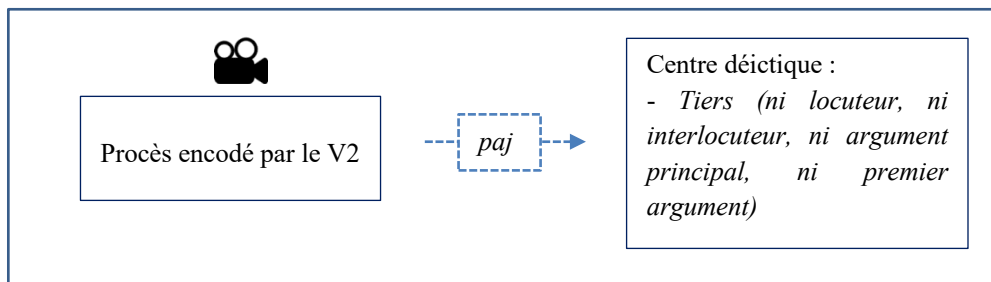 Procès encodé par le V2
paj
Centre déictique :
- Tiers (ni locuteur, ni
interlocuteur, ni argument
principal, ni premier
argument)